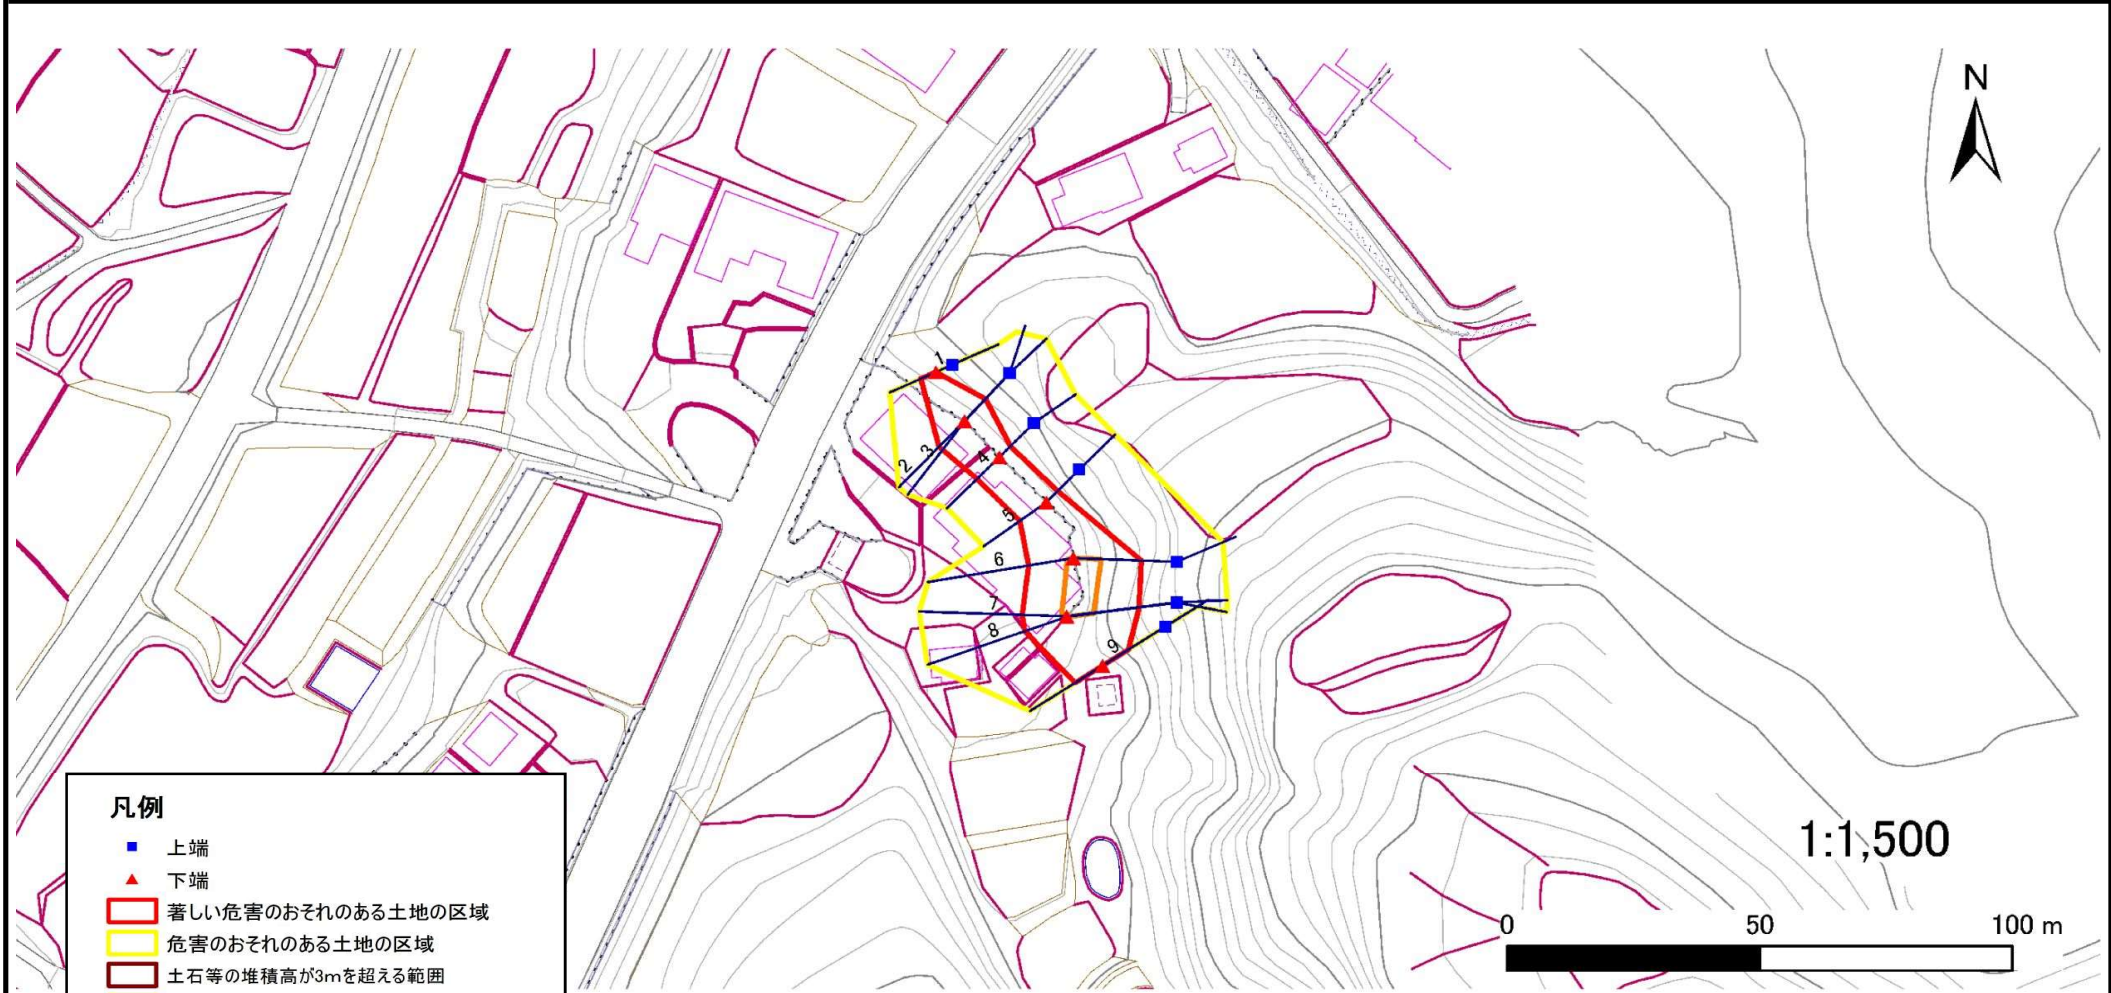 N
1
2
3
4
5
6
7
8
9
凡例
上端
下端
著しい危害のおそれのある土地の区域
危害のおそれのある土地の区域
土石等の堆積高が3mを超える範囲
1:1,500
0 50 100 m